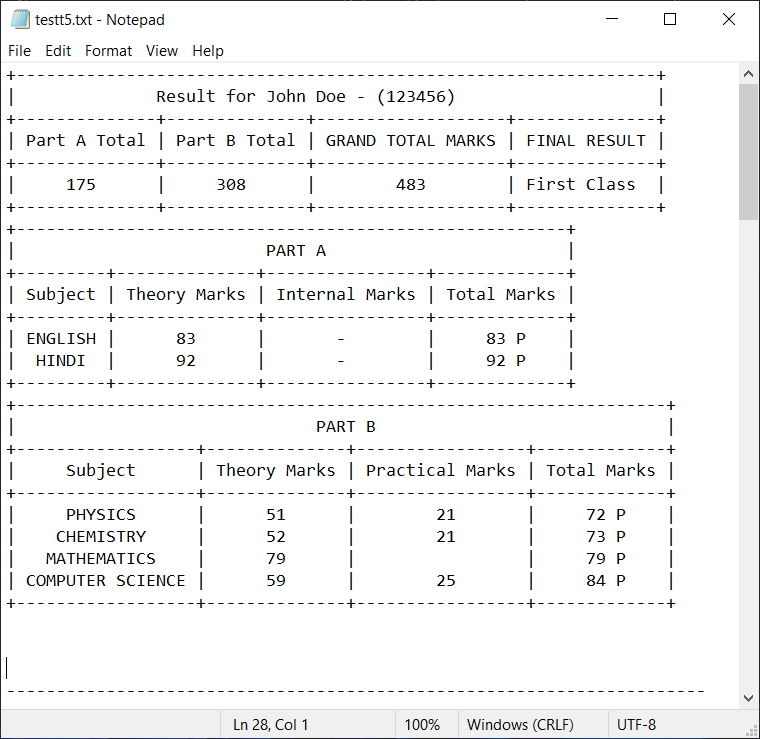 testt5.txt - Notepad
File Edit Format View Help
+----------------------------------------------------------------+
|              Result for John Doe - (123456)                    |
+--------------+--------------+-------------------+--------------+
| Part A Total | Part B Total | GRAND TOTAL MARKS | FINAL RESULT |
+--------------+--------------+-------------------+--------------+
|     175      |     308      |        483        | First Class  |
+--------------+--------------+-------------------+--------------+
+-------------------------------------------------------+
|                         PART A                        |
+---------+--------------+----------------+-------------+
| Subject | Theory Marks | Internal Marks | Total Marks |
+---------+--------------+----------------+-------------+
| ENGLISH |      83      |       -        |     83 P    |
|  HINDI  |      92      |       -        |     92 P    |
+---------+--------------+----------------+-------------+
+-----------------------------------------------------------------+
|                              PART B                             |
+------------------+--------------+-----------------+-------------+
|     Subject      | Theory Marks | Practical Marks | Total Marks |
+------------------+--------------+-----------------+-------------+
|     PHYSICS      |      51      |        21       |     72 P    |
|    CHEMISTRY     |      52      |        21       |     73 P    |
|   MATHEMATICS    |      79      |                 |     79 P    |
| COMPUTER SCIENCE |      59      |        25       |     84 P    |
+------------------+--------------+-----------------+-------------+
----------------------------------------------------------------------
Ln 28, Col 1 100% Windows (CRLF) UTF-8